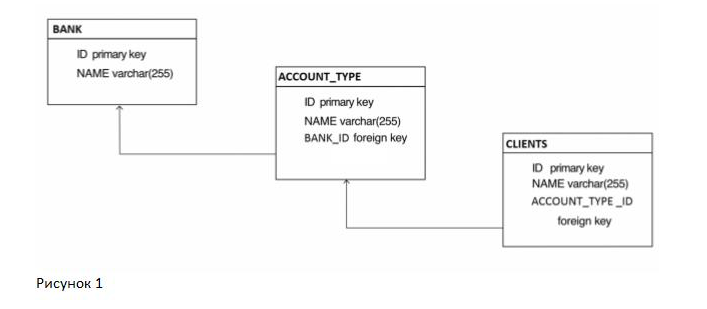 BANK
ID primary key
NAME varchar(255)
ACCOUNT_TYPE
ID primary key
NAME varchar(255)
BANK_ID foreign key
CLIENTS
ID primary key
NAME varchar(255)
ACCOUNT_TYPE _ID
foreign key
Рисунок 1